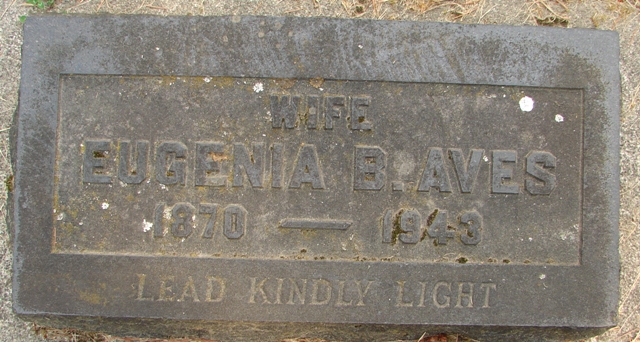 WIFE
EUGENIA B. AVES
1870 — 1943
LEAD KINDLY LIGHT